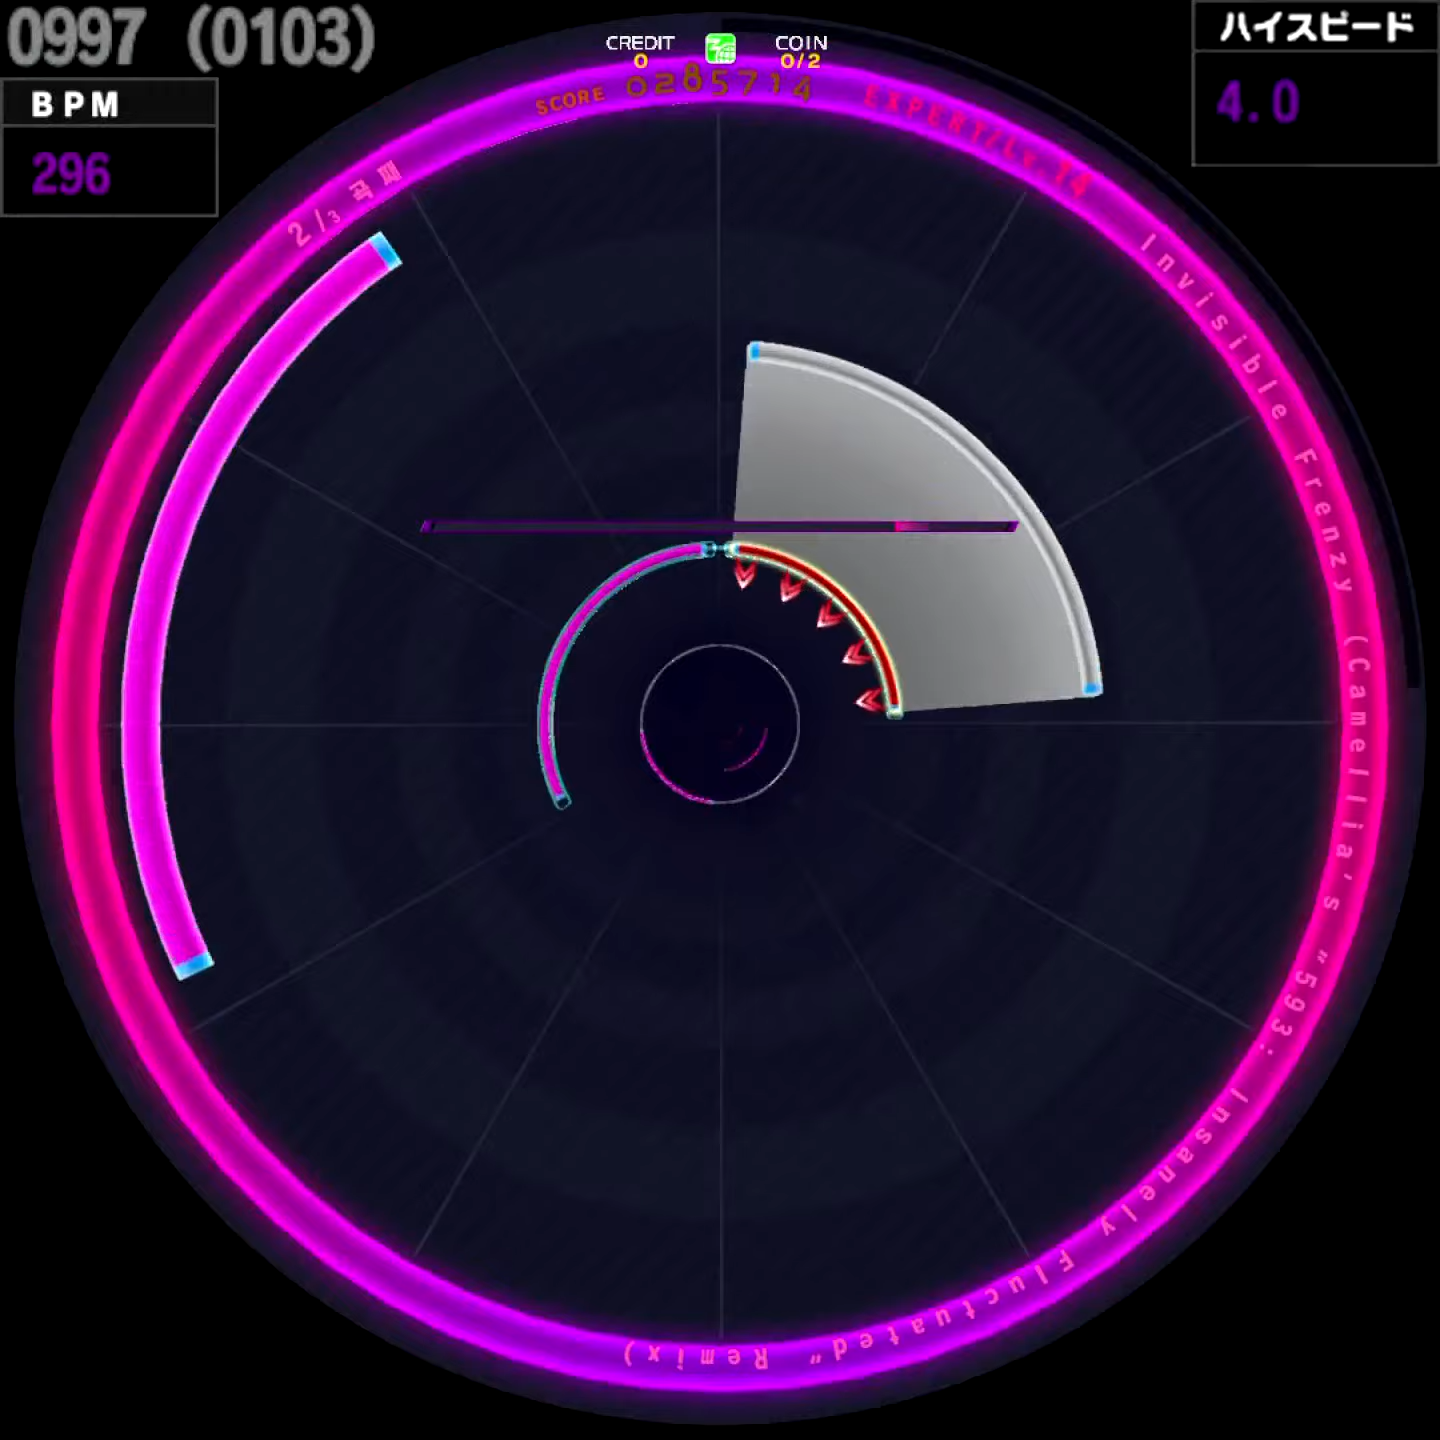 0997 (0103)
BPM
296
CREDIT
0
COIN
0/2
ハイスピード
4.0
2/3 곡째
SCORE 0285714
EXPERT/Lv.14
Invisible Frenzy (Camellia's "593: Insanely Fluctuated" Remix)